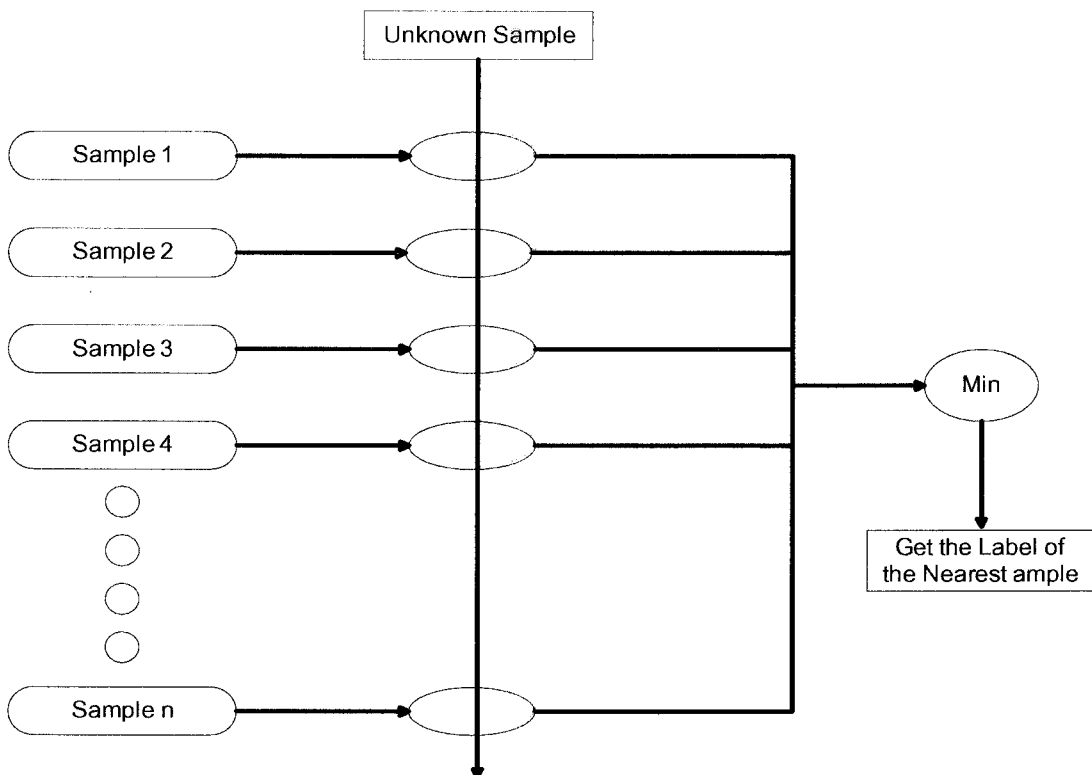 Unknown Sample
Sample 1
Sample 2
Sample 3
Sample 4
Sample n
Min
Get the Label of
the Nearest ample